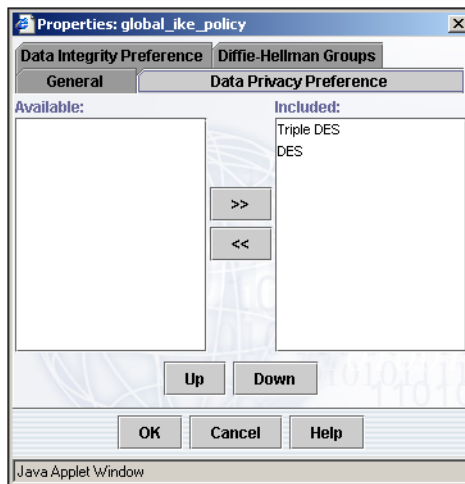 Properties: global_ike_policy
Data Integrity Preference Diffie-Hellman Groups
General Data Privacy Preference
Available: Included:
Triple DES
DES
>>
<<
Up Down
OK Cancel Help
Java Applet Window